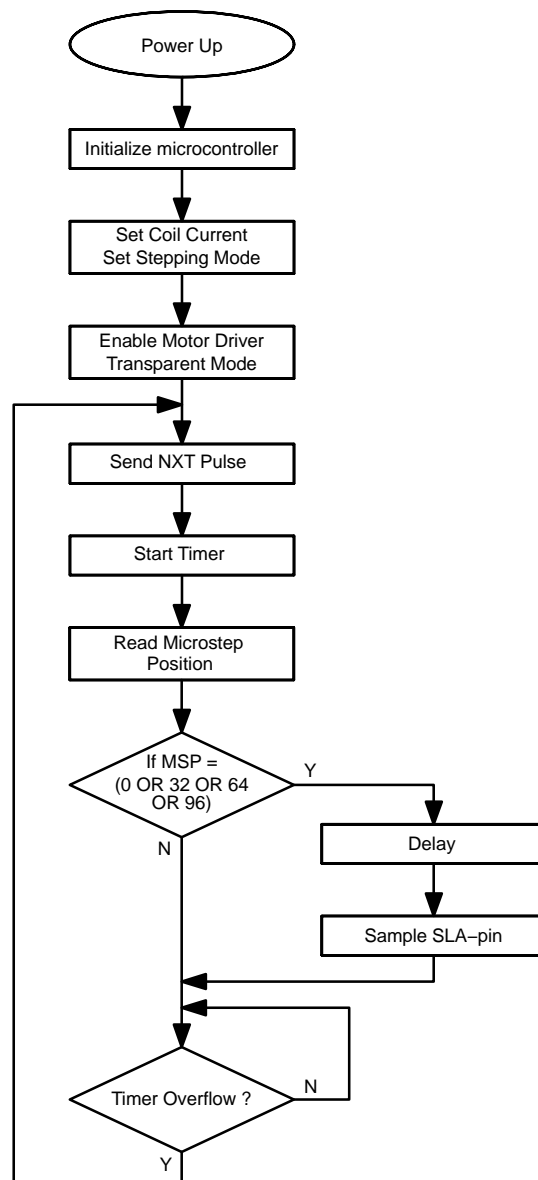 Power Up
Initialize microcontroller
Set Coil Current
Set Stepping Mode
Enable Motor Driver
Transparent Mode
Send NXT Pulse
Start Timer
Read Microstep
Position
If MSP =
(0 OR 32 OR 64
OR 96)
Y
N
Delay
Sample SLA−pin
Timer Overflow ?
N
Y